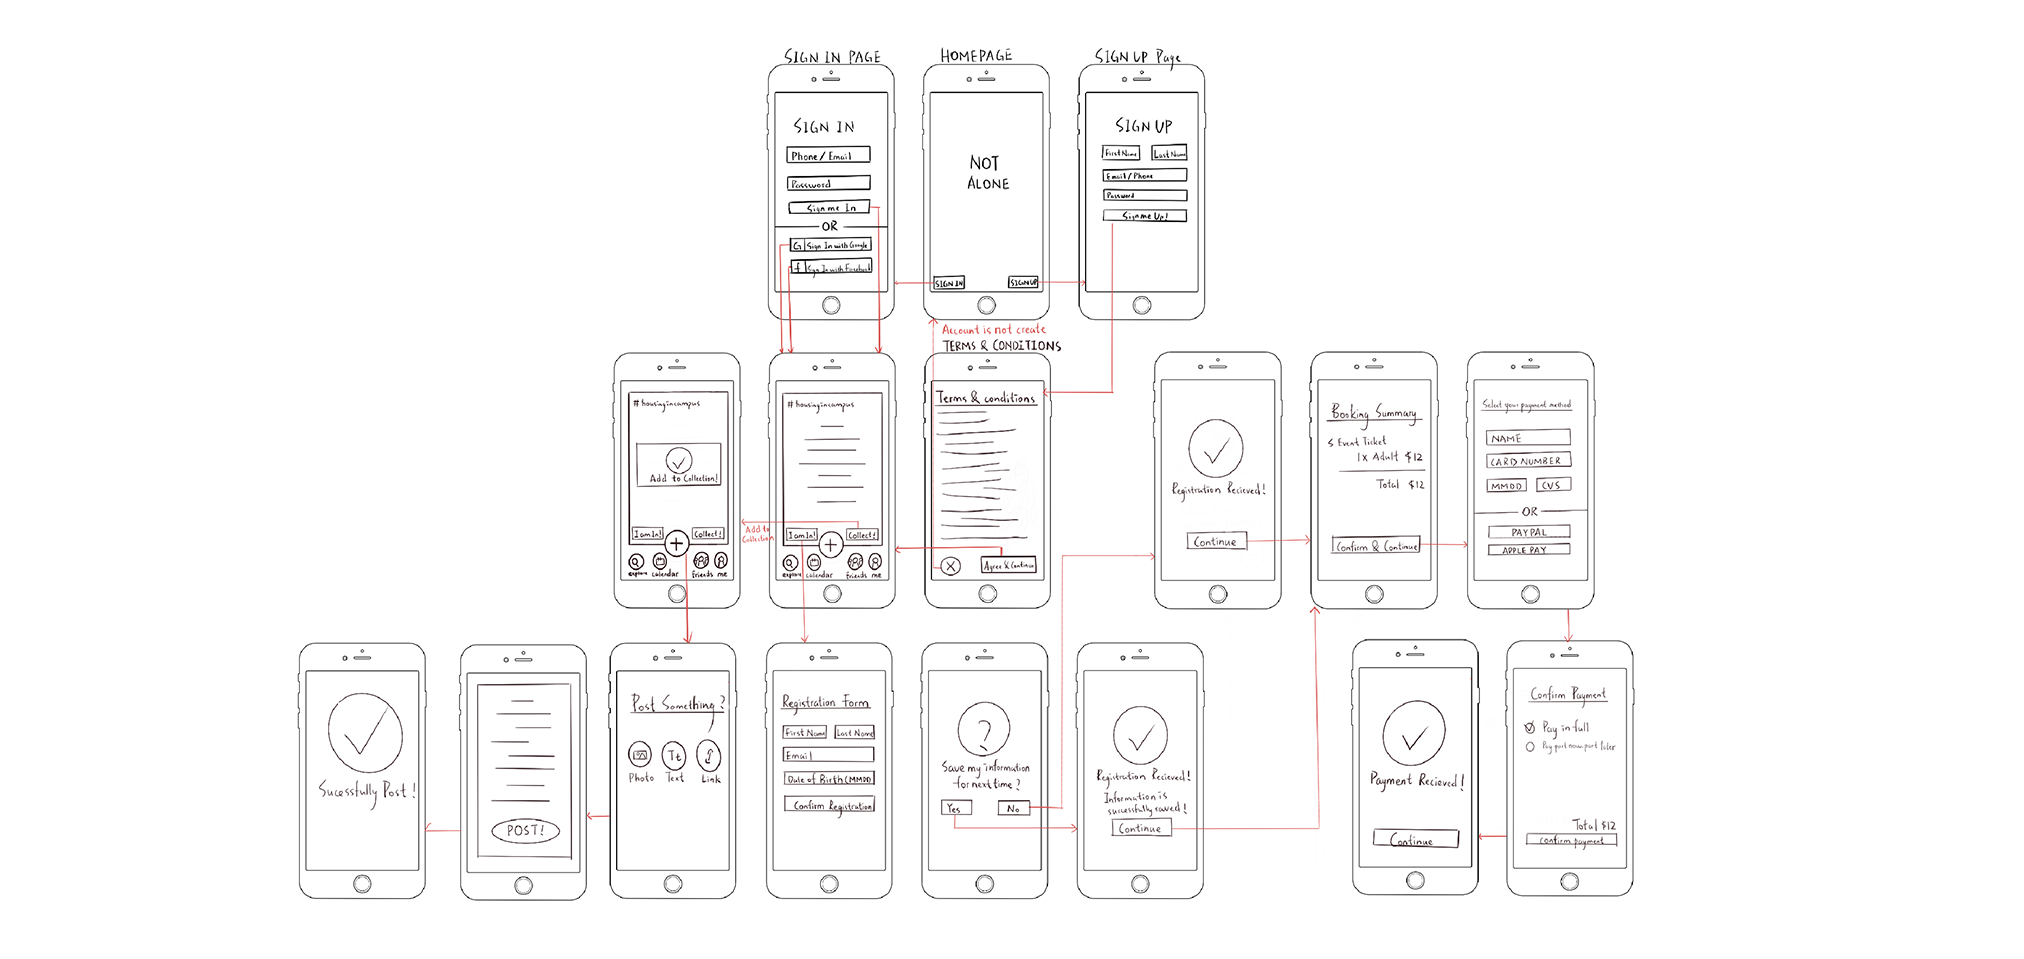 SIGN IN PAGE
HOMEPAGE
SIGN UP Page
SIGN IN
Phone / Email
Password
Sign me In
OR
G Sign In with Google
f Sign In with Facebook
NOT
ALONE
SIGN IN
SIGN UP
SIGN UP
First Name Last Name
Email / Phone
Password
Sign me Up!
Account is not create
TERMS & CONDITIONS
#housingincampus
Add to Collection!
I am In!
Collect!
+
explore calendar friends me
Add to
Collection
#housingincampus
I am In!
Collect!
+
explore calendar friends me
Terms & conditions
X
Agree & Continue
Registration Recieved!
Continue
Booking Summary
Event Ticket
1x Adult $12
Total $12
Confirm & Continue
Select your payment method
NAME
CARD NUMBER
MMDD CVS
OR
PAYPAL
APPLE PAY
Sucessfully Post!
POST!
Post Something?
Tt
Photo Text Link
Registration Form
First Name Last Name
Email
Date of Birth (MMDD)
Confirm Registration
?
Save my information
for next time?
Yes No
Registration Recieved!
Information is
successfully saved!
Continue
Payment Recieved!
Continue
Confirm Payment
Pay in full
Pay part now part later
Total $12
Confirm payment